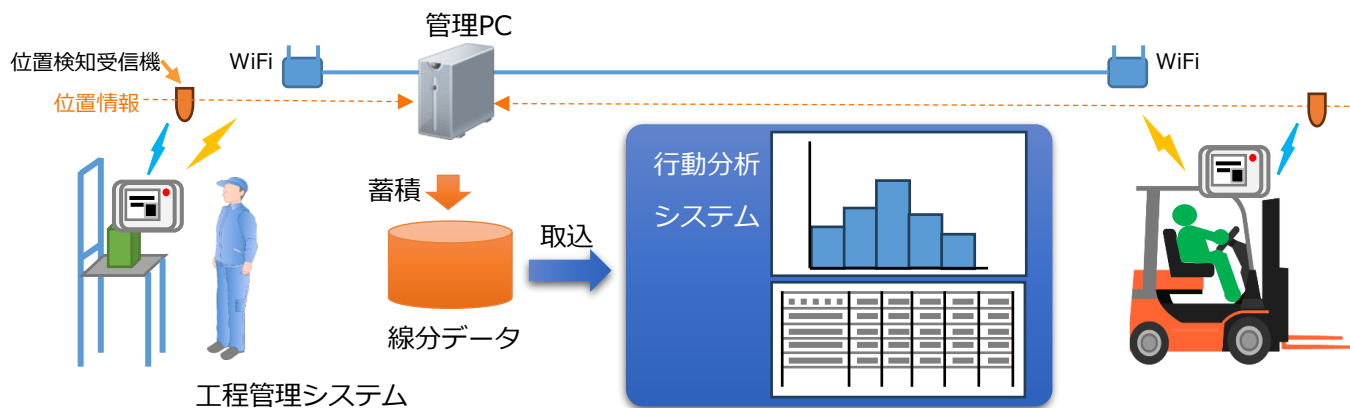 管理PC
位置検知受信機
WiFi
WiFi
位置情報
行動分析
システム
蓄積
取込
線分データ
工程管理システム